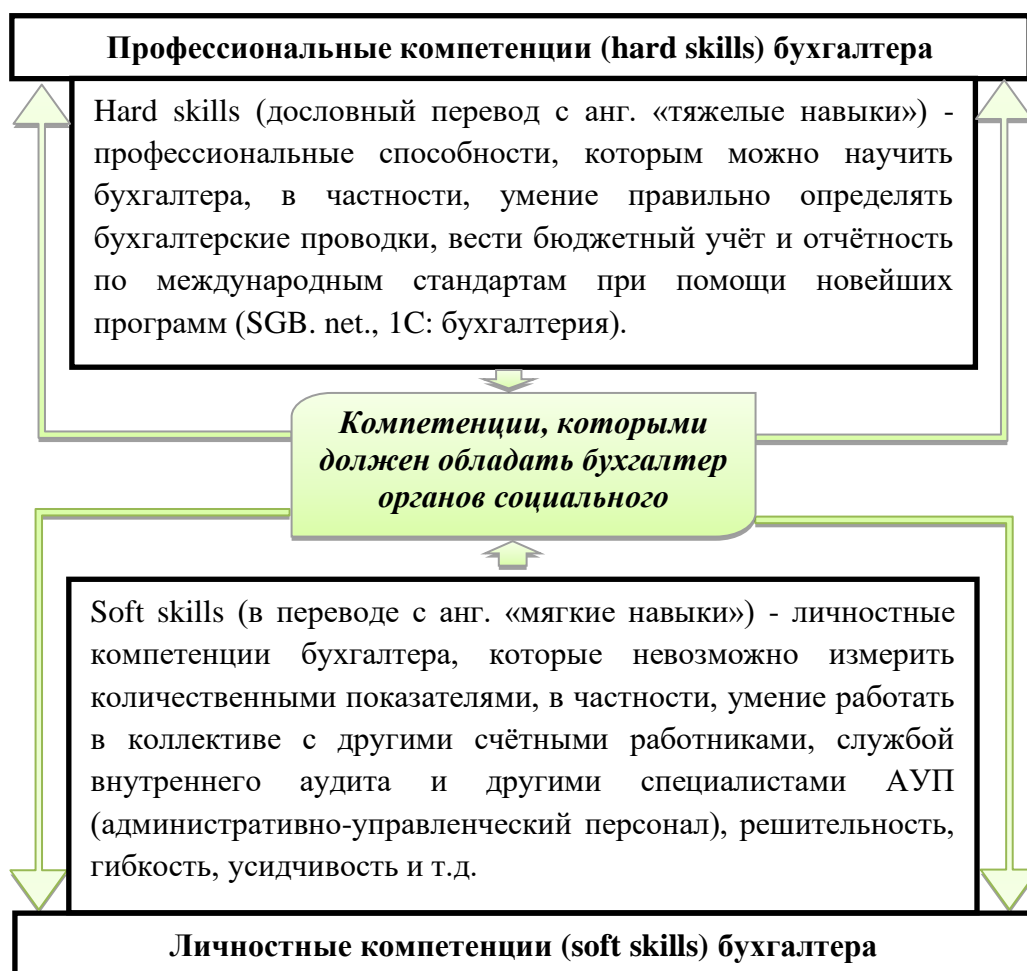 Профессиональные компетенции (hard skills) бухгалтера
Hard skills (дословный перевод с анг. «тяжелые навыки») -
профессиональные способности, которым можно научить
бухгалтера, в частности, умение правильно определять
бухгалтерские проводки, вести бюджетный учёт и отчётность
по международным стандартам при помощи новейших
программ (SGB. net., 1С: бухгалтерия).
Компетенции, которыми
должен обладать бухгалтер
органов социального
Soft skills (в переводе с анг. «мягкие навыки») - личностные
компетенции бухгалтера, которые невозможно измерить
количественными показателями, в частности, умение работать
в коллективе с другими счётными работниками, службой
внутреннего аудита и другими специалистами АУП
(административно-управленческий персонал), решительность,
гибкость, усидчивость и т.д.
Личностные компетенции (soft skills) бухгалтера